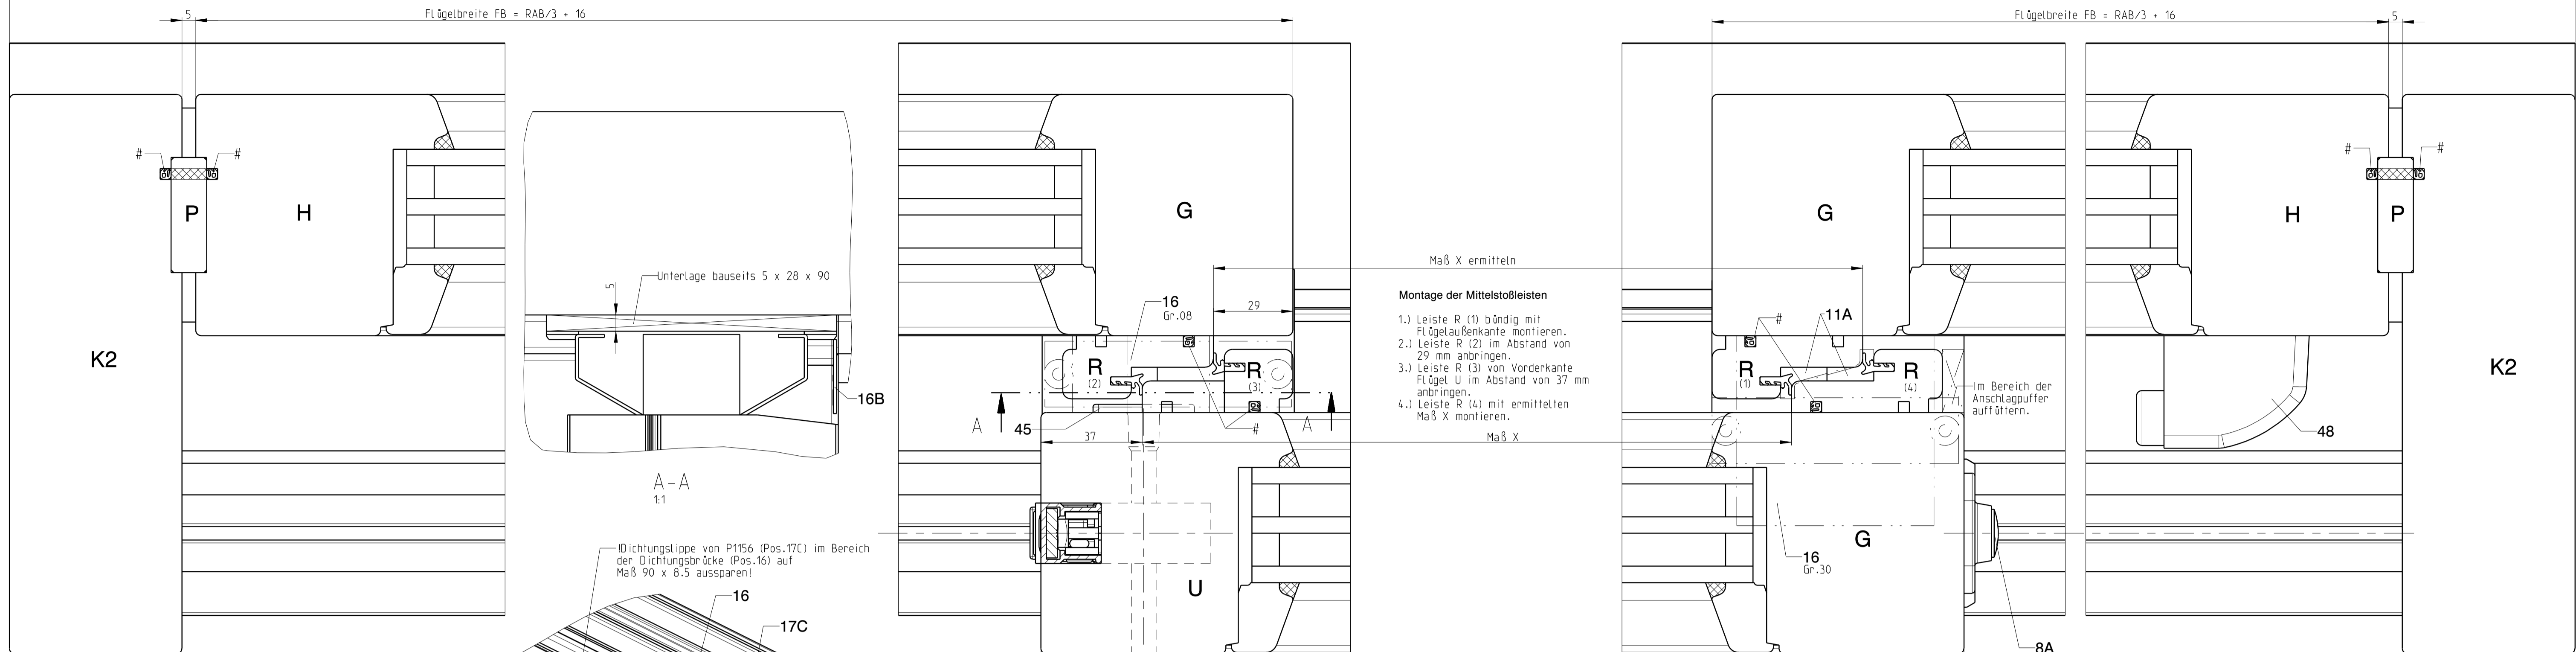 5
Flügelbreite FB = RAB/3 + 16
Flügelbreite FB = RAB/3 + 16
5
#
#
P
H
K2
Unterlage bauseits 5 x 28 x 90
5
16B
A-A
1:1
!Dichtungslippe von P1156 (Pos.17C) im Bereich
der Dichtungsbrücke (Pos.16) auf
Maß 90 x 8.5 aussparen!
16
17C
G
16
Gr.08
29
R
(2)
R
(3)
A
45
#
A
37
U
Maß X ermitteln
Montage der Mittelstoßleisten
1.) Leiste R (1) bündig mit
Flügelaußenkante montieren.
2.) Leiste R (2) im Abstand von
29 mm anbringen.
3.) Leiste R (3) von Vorderkante
Flügel U im Abstand von 37 mm
anbringen.
4.) Leiste R (4) mit ermittelten
Maß X montieren.
Maß X
G
#
11A
R
(1)
R
(4)
Im Bereich der
Anschlagpuffer
auffüttern.
16
Gr.30
G
8A
H
#
#
P
K2
48